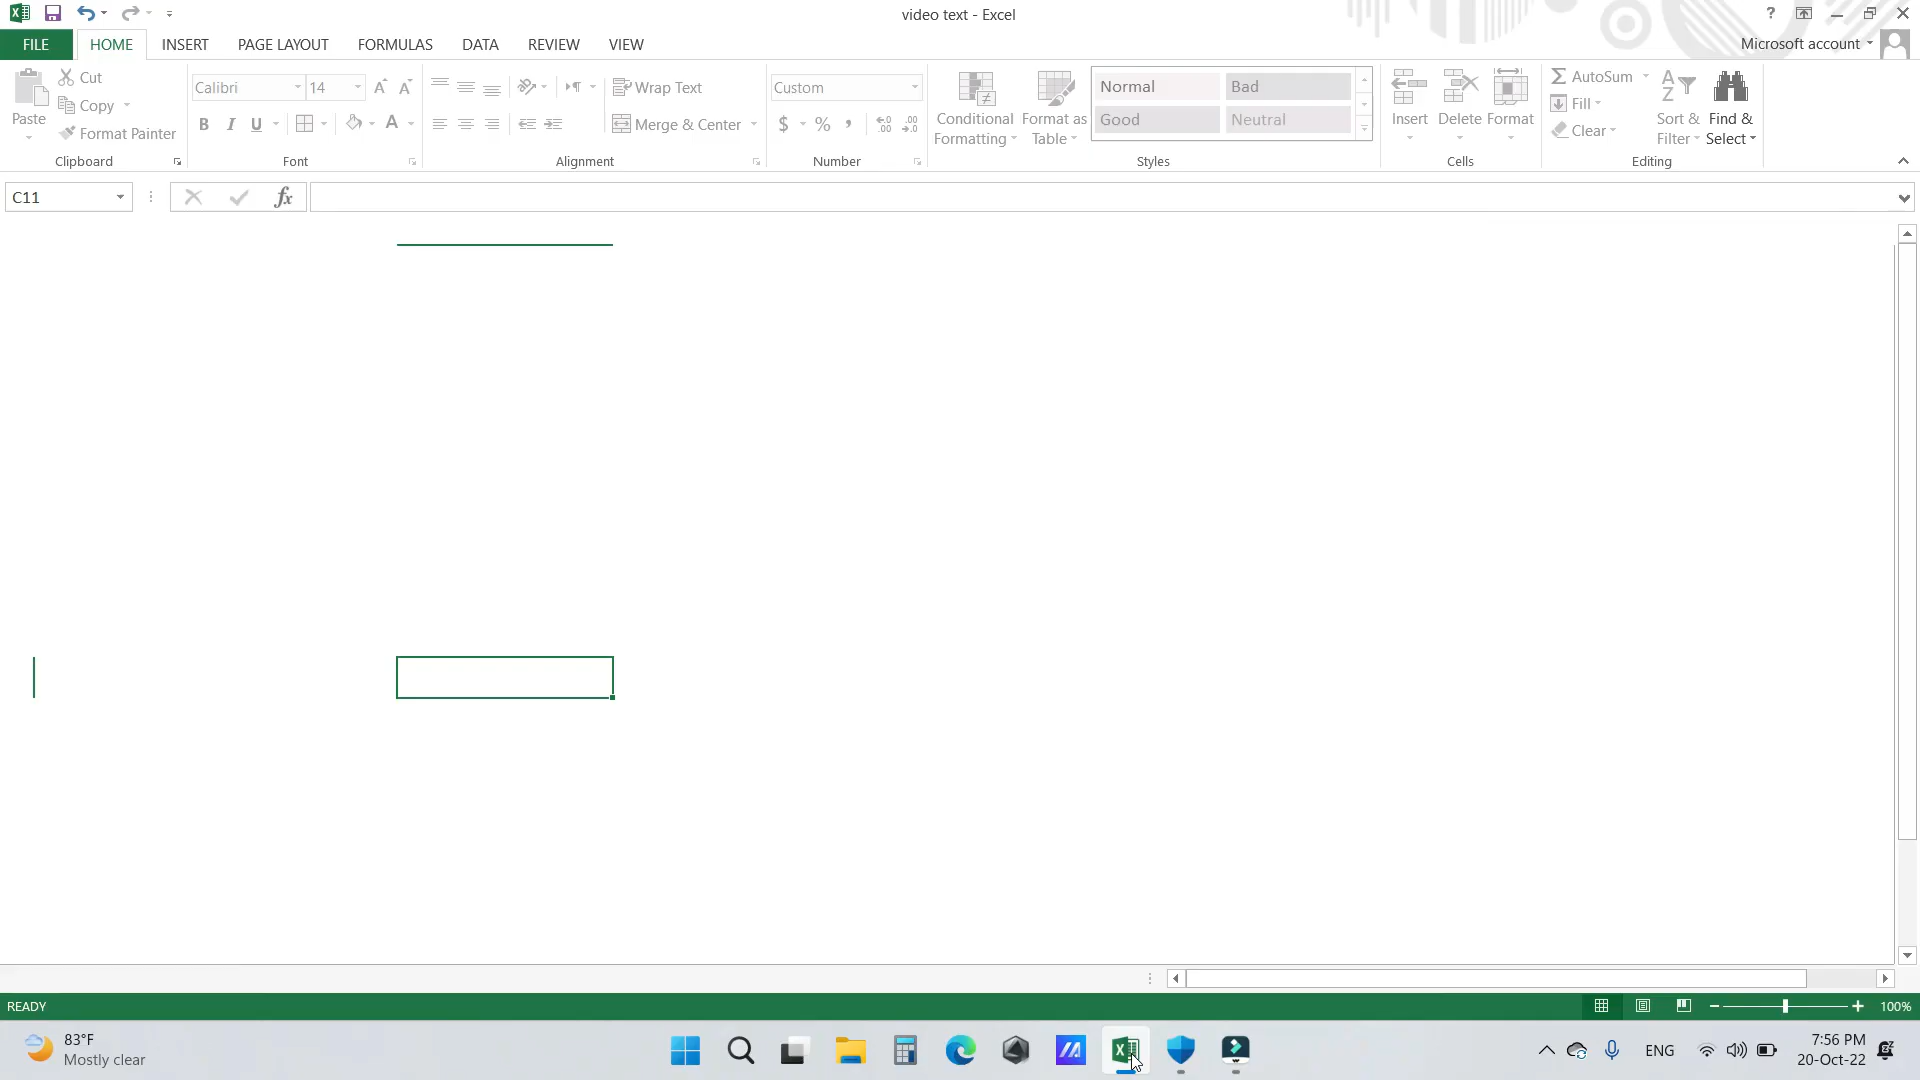 video text - Excel
?
FILE HOME INSERT PAGE LAYOUT FORMULAS DATA REVIEW VIEW
Microsoft account
Paste
Cut
Copy
Format Painter
Clipboard
Calibri 14
B I U
Font
Wrap Text
Merge & Center
Alignment
Custom
$ % ,
Number
Conditional Formatting
Format as Table
Normal Bad
Good Neutral
Styles
Insert Delete Format
Cells
AutoSum
Fill
Clear
Sort & Filter
Find & Select
Editing
C11
fx
READY
100%
83°F
Mostly clear
ENG
7:56 PM
20-Oct-22